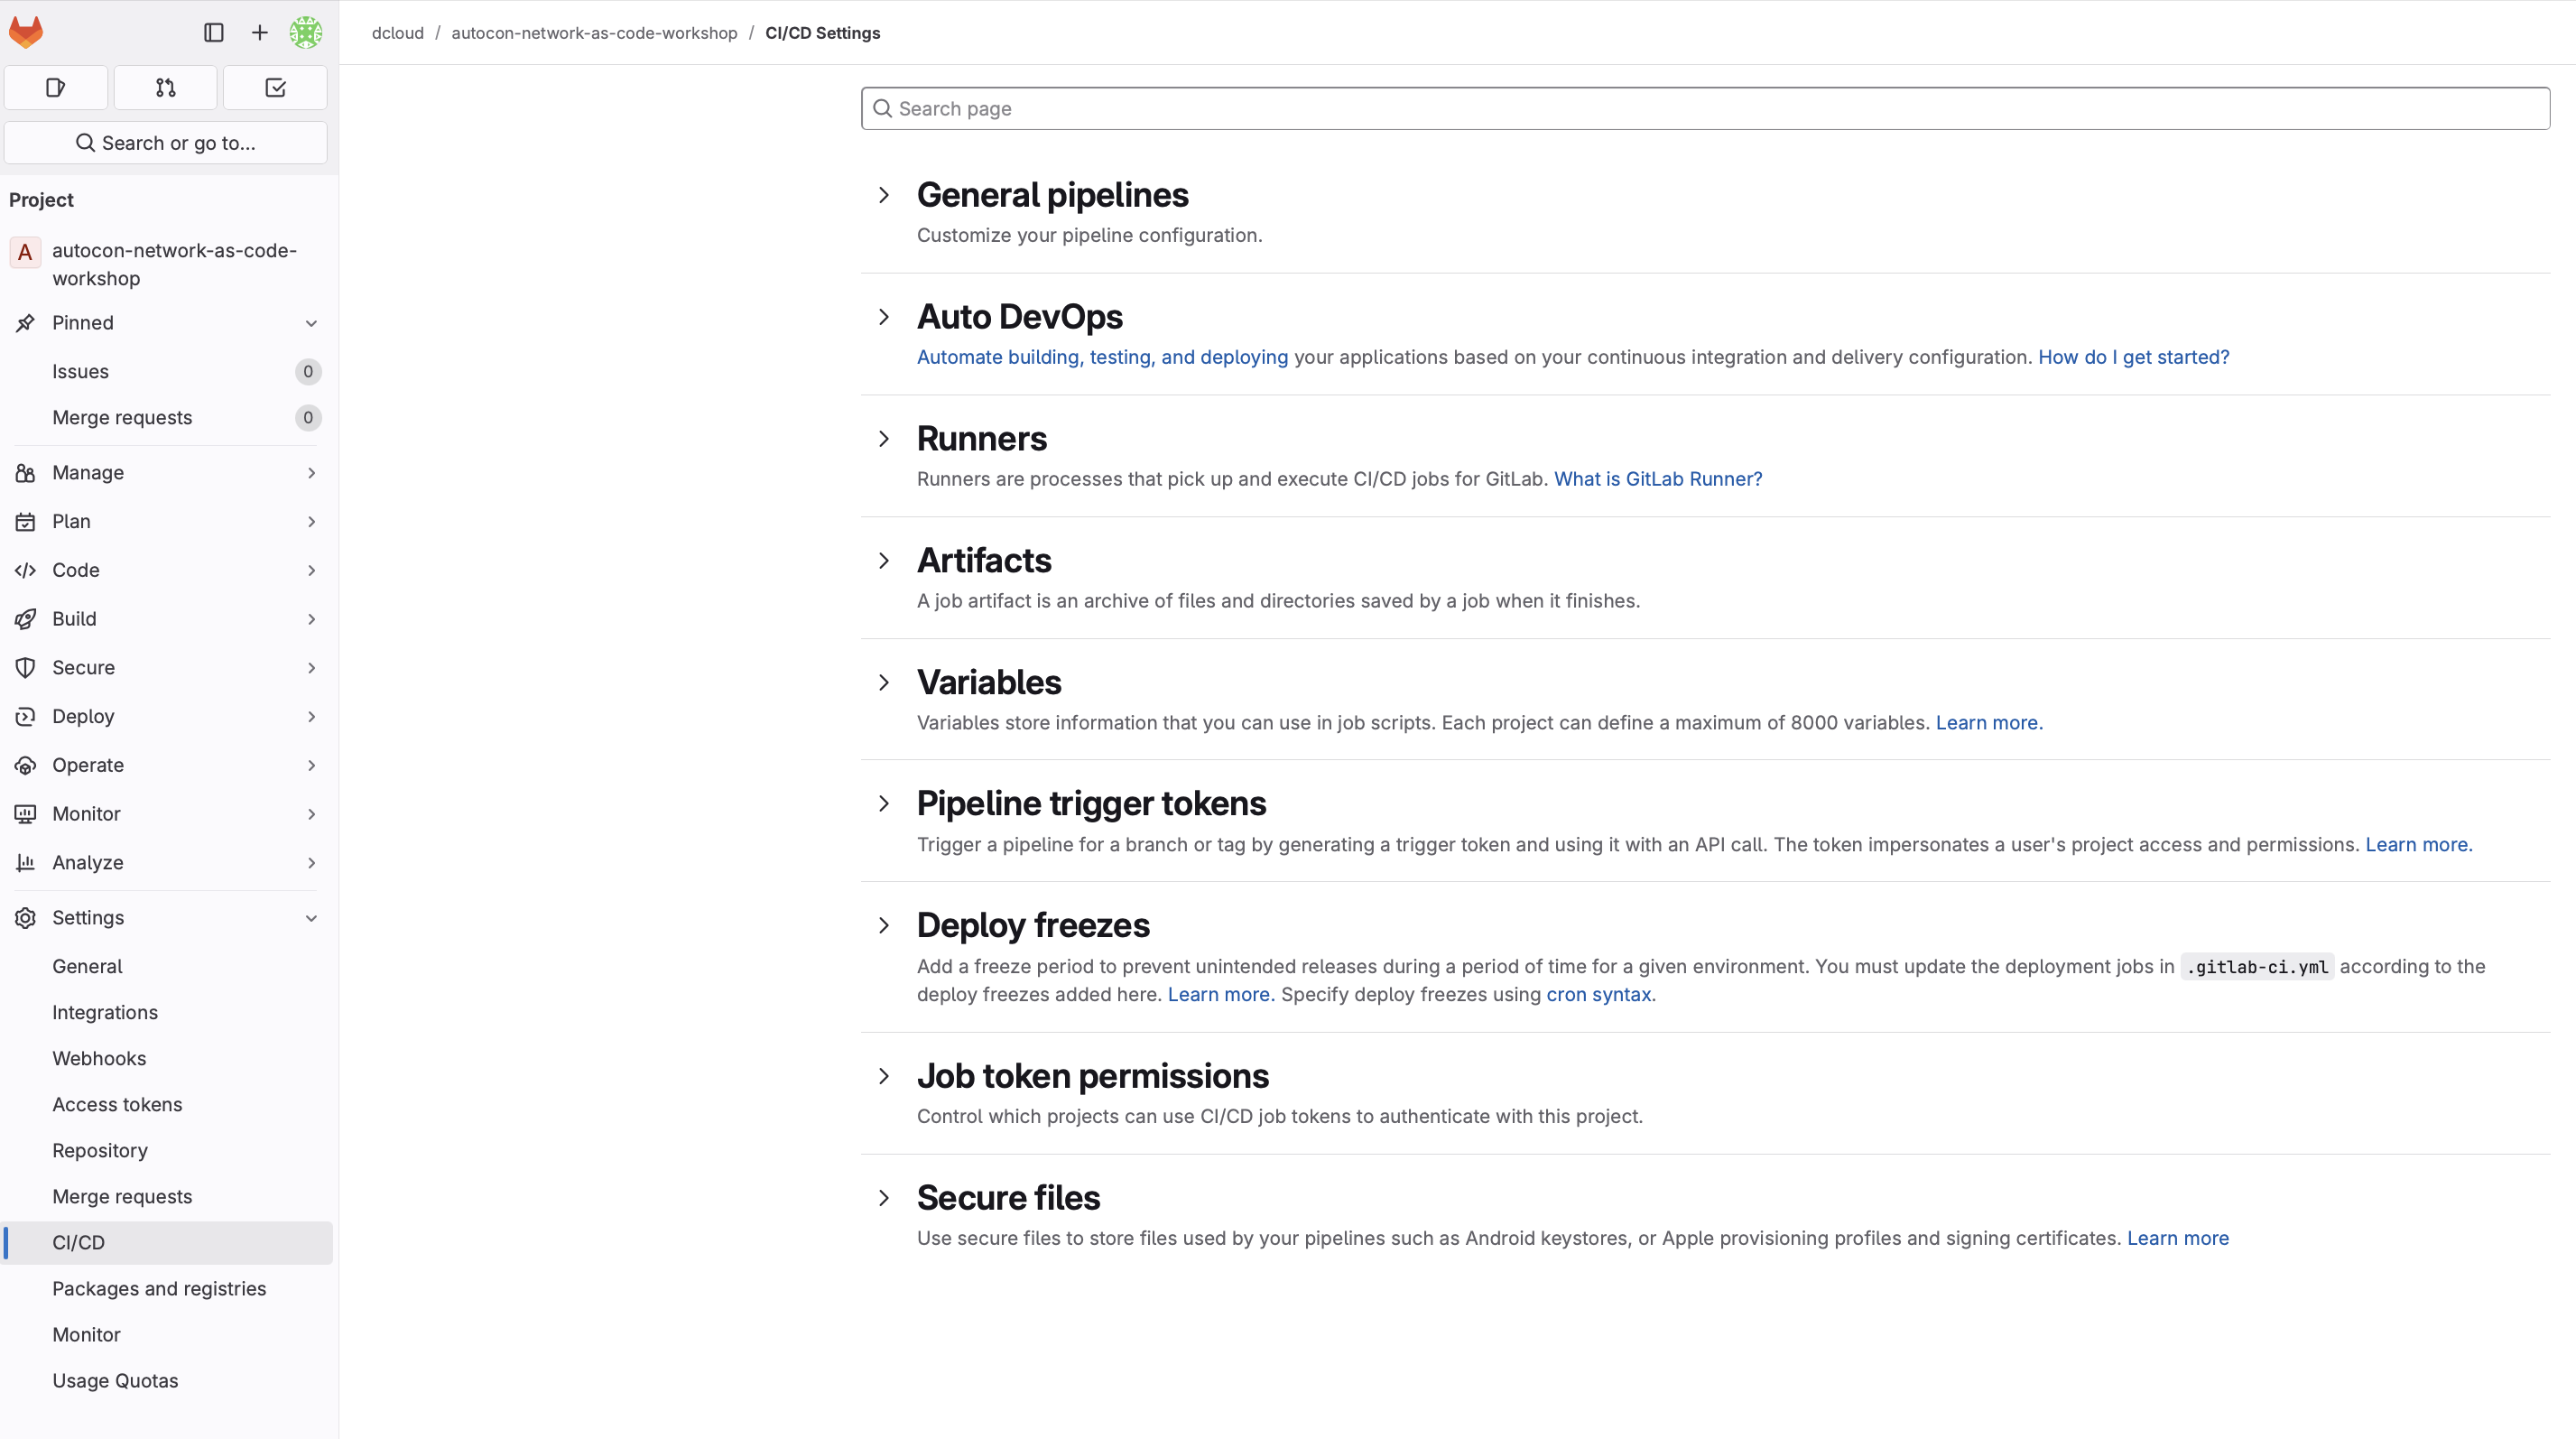 dcloud / autocon-network-as-code-workshop / CI/CD Settings
Search or go to...
Project
A autocon-network-as-code-
workshop
Pinned
Issues 0
Merge requests 0
Manage
Plan
Code
Build
Secure
Deploy
Operate
Monitor
Analyze
Settings
General
Integrations
Webhooks
Access tokens
Repository
Merge requests
CI/CD
Packages and registries
Monitor
Usage Quotas
Search page
General pipelines
Customize your pipeline configuration.
Auto DevOps
Automate building, testing, and deploying your applications based on your continuous integration and delivery configuration. How do I get started?
Runners
Runners are processes that pick up and execute CI/CD jobs for GitLab. What is GitLab Runner?
Artifacts
A job artifact is an archive of files and directories saved by a job when it finishes.
Variables
Variables store information that you can use in job scripts. Each project can define a maximum of 8000 variables. Learn more.
Pipeline trigger tokens
Trigger a pipeline for a branch or tag by generating a trigger token and using it with an API call. The token impersonates a user's project access and permissions. Learn more.
Deploy freezes
Add a freeze period to prevent unintended releases during a period of time for a given environment. You must update the deployment jobs in .gitlab-ci.yml according to the
deploy freezes added here. Learn more. Specify deploy freezes using cron syntax.
Job token permissions
Control which projects can use CI/CD job tokens to authenticate with this project.
Secure files
Use secure files to store files used by your pipelines such as Android keystores, or Apple provisioning profiles and signing certificates. Learn more